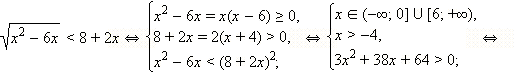 √(x² − 6x) < 8 + 2x ⇔ { x² − 6x = x(x − 6) ≥ 0, 8 + 2x = 2(x + 4) > 0, x² − 6x < (8 + 2x)²; ⇔ { x ∈ (−∞; 0] ∪ [6; +∞), x > −4, 3x² + 38x + 64 > 0; ⇔